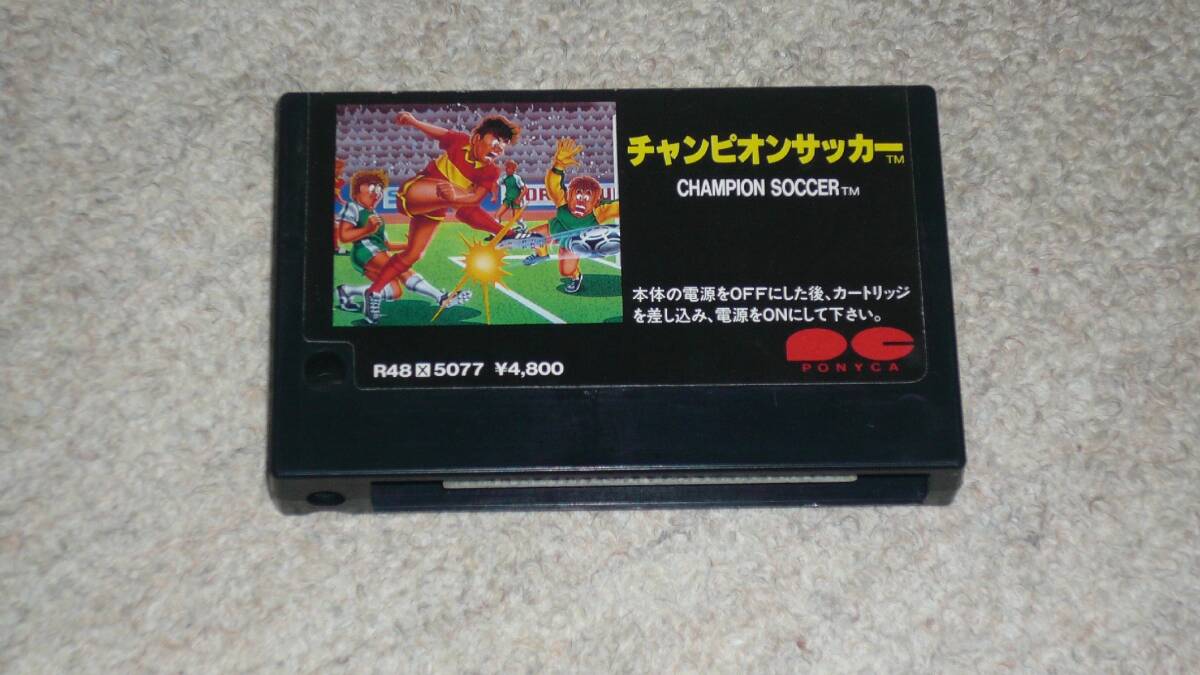 チャンピオンサッカー™
CHAMPION SOCCER™
本体の電源をOFFにした後、カートリッジ
を差し込み、電源をONにして下さい。
PONYCA
R48X5077 ¥4,800